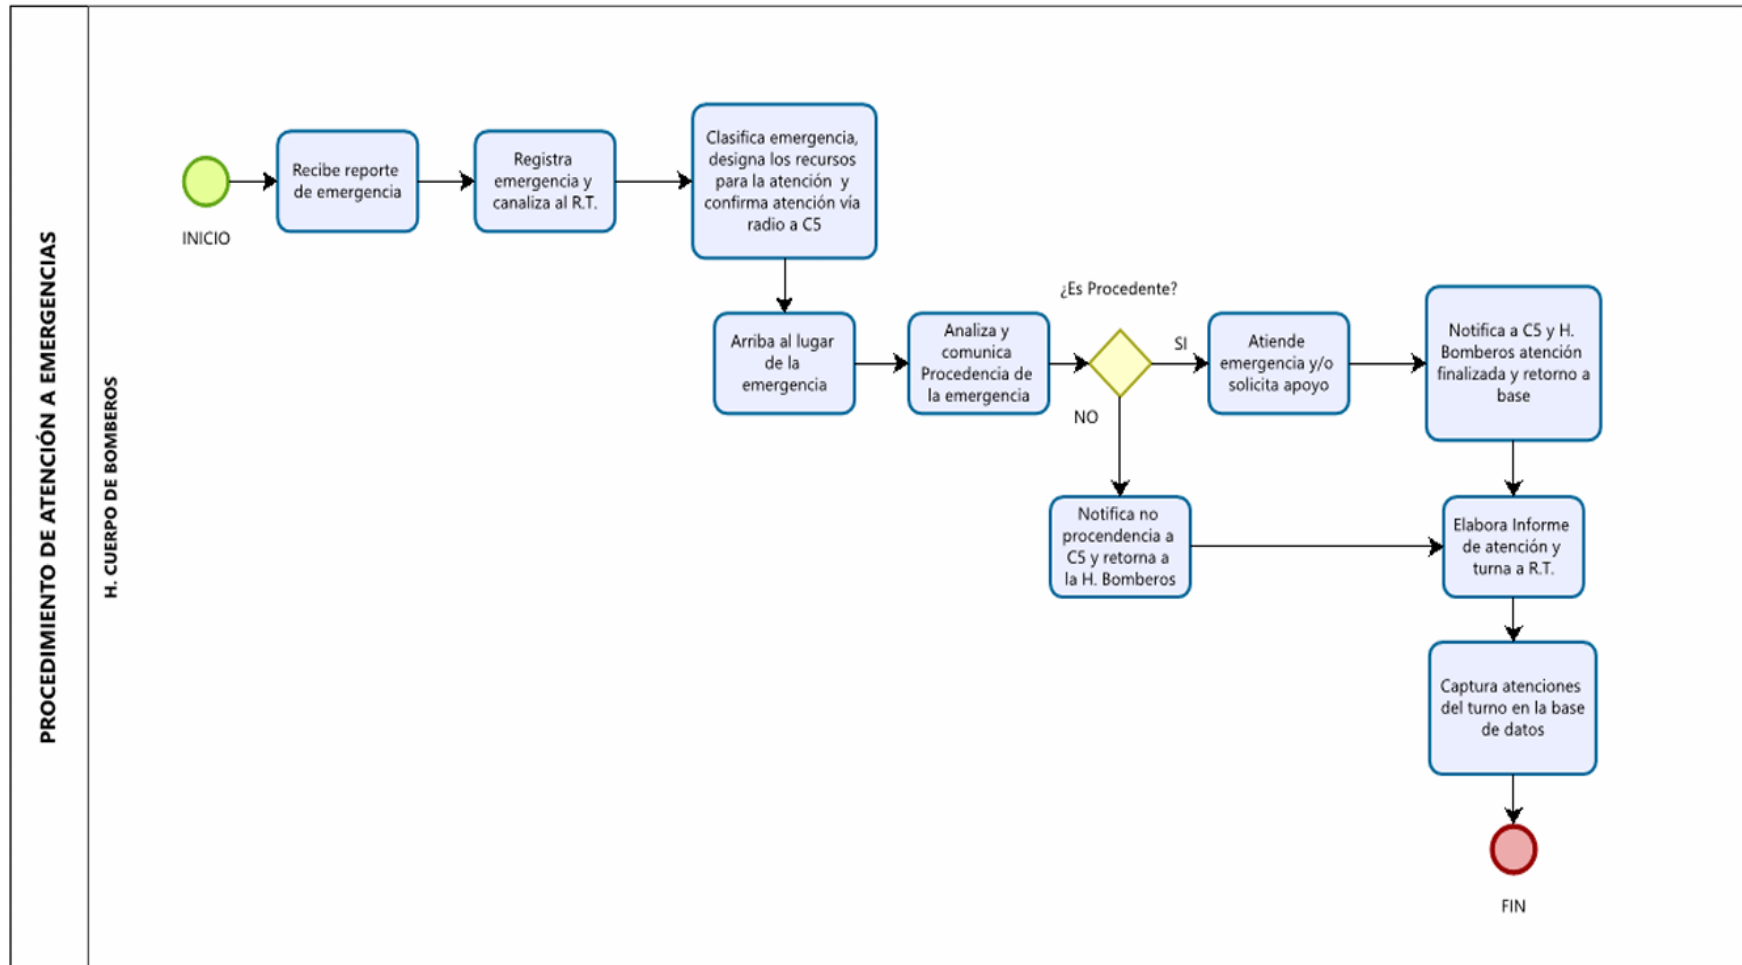 PROCEDIMIENTO DE ATENCIÓN A EMERGENCIAS
H. CUERPO DE BOMBEROS
INICIO
Recibe reporte
de emergencia
Registra
emergencia y
canaliza al R.T.
Clasifica emergencia,
designa los recursos
para la atención y
confirma atención vía
radio a C5
Arriba al lugar
de la
emergencia
Analiza y
comunica
Procedencia de
la emergencia
¿Es Procedente?
SI
NO
Atiende
emergencia y/o
solicita apoyo
Notifica a C5 y H.
Bomberos atención
finalizada y retorno a
base
Notifica no
procendencia a
C5 y retorna a
la H. Bomberos
Elabora Informe
de atención y
turna a R.T.
Captura atenciones
del turno en la base
de datos
FIN